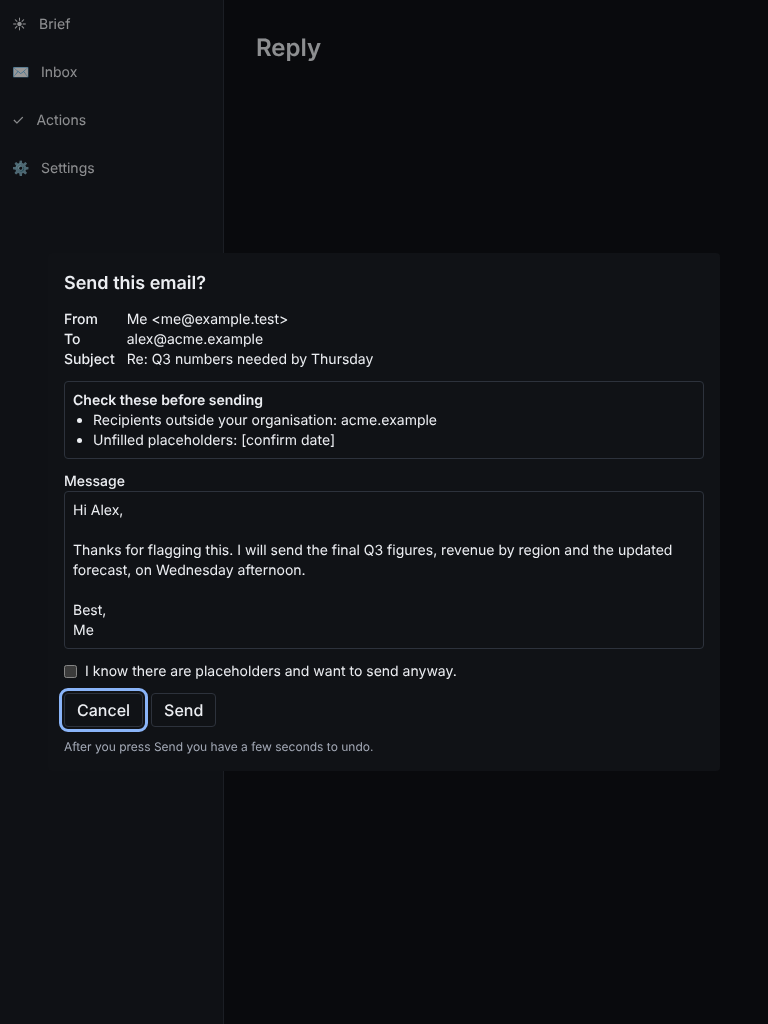 Brief
Inbox
Actions
Settings
Reply
Send this email?
From Me <me@example.test>
To alex@acme.example
Subject Re: Q3 numbers needed by Thursday
Check these before sending
Recipients outside your organisation: acme.example
Unfilled placeholders: [confirm date]
Message
Hi Alex,
Thanks for flagging this. I will send the final Q3 figures, revenue by region and the updated
forecast, on Wednesday afternoon.
Best,
Me
I know there are placeholders and want to send anyway.
Cancel Send
After you press Send you have a few seconds to undo.